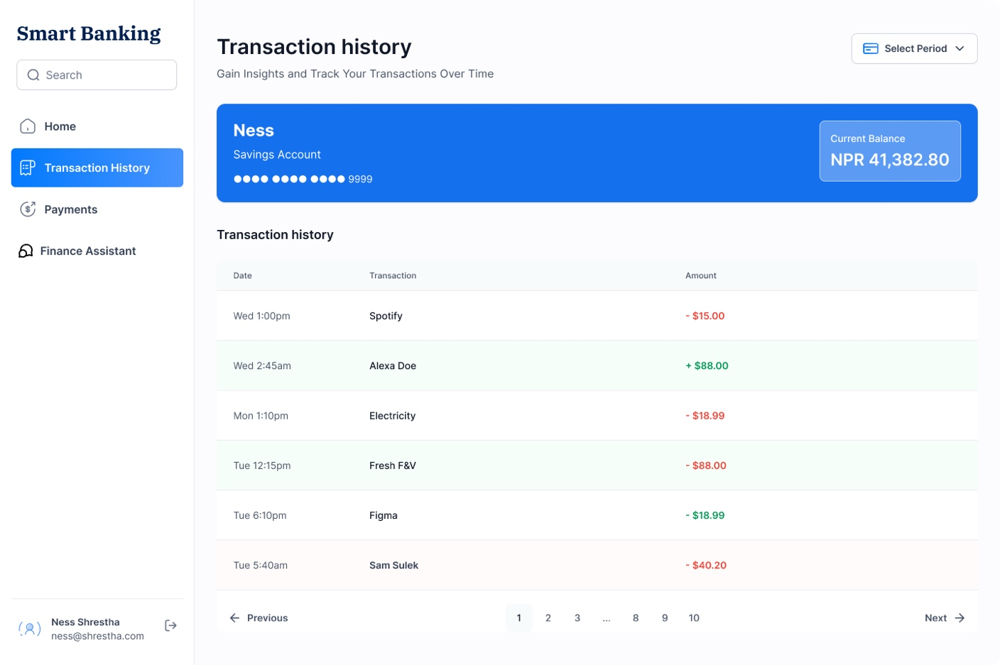 Smart Banking
Search
Home
Transaction History
Payments
Finance Assistant
Ness Shrestha
ness@shrestha.com
Transaction history
Gain Insights and Track Your Transactions Over Time
Select Period
Ness
Savings Account
●●●● ●●●● ●●●● 9999
Current Balance
NPR 41,382.80
Transaction history
Date Transaction Amount
Wed 1:00pm Spotify - $15.00
Wed 2:45am Alexa Doe + $88.00
Mon 1:10pm Electricity - $18.99
Tue 12:15pm Fresh F&V - $88.00
Tue 6:10pm Figma - $18.99
Tue 5:40am Sam Sulek - $40.20
Previous 1 2 3 ... 8 9 10 Next